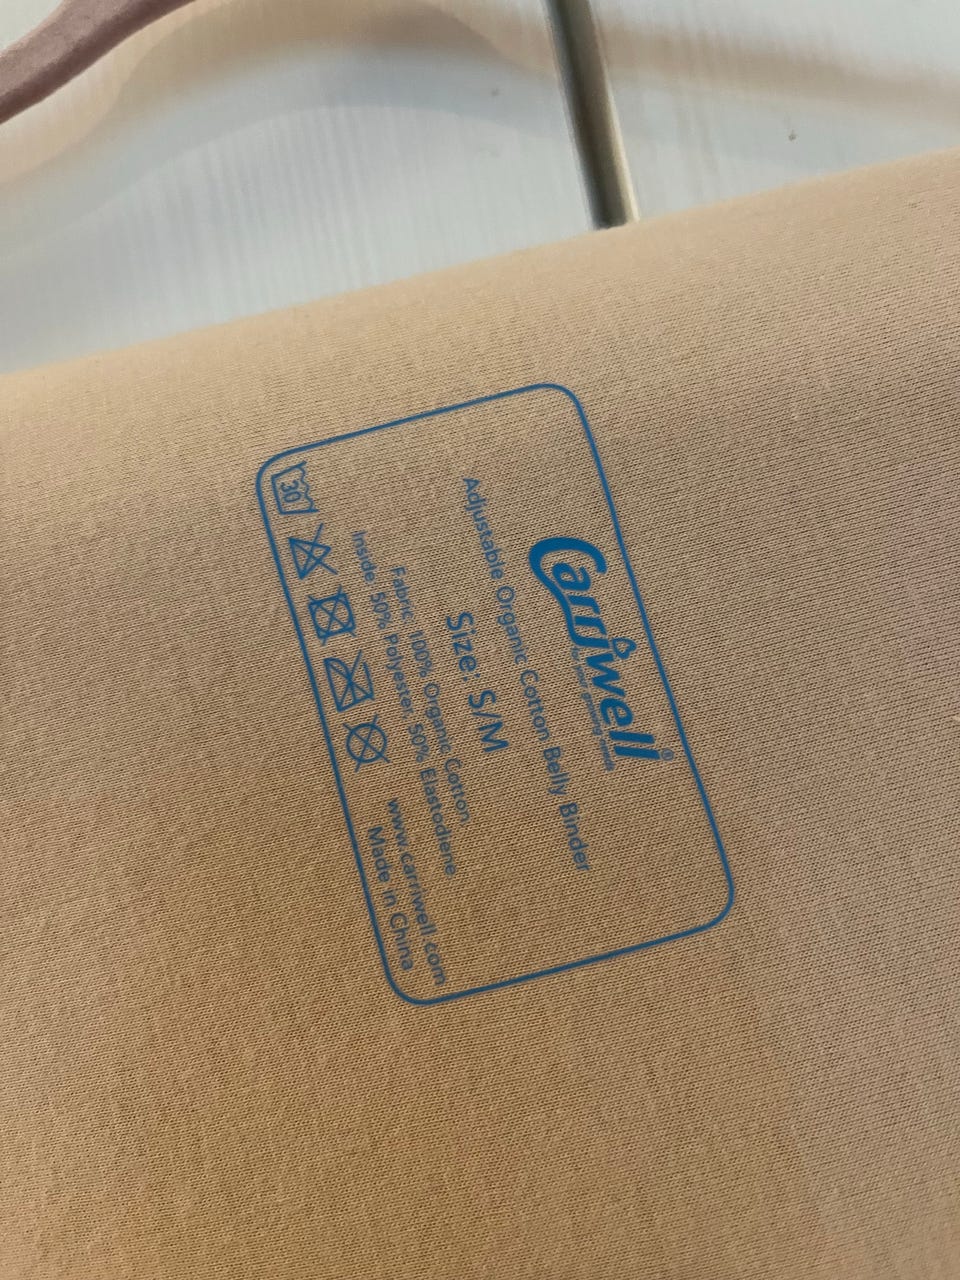 Carriwell®
Adjustable Organic Cotton Belly Binder
Size: S/M
Fabric: 100% Organic Cotton,
Inside: 50% Polyester, 50% Elastodiene
30
www.carriwell.com
Made in China